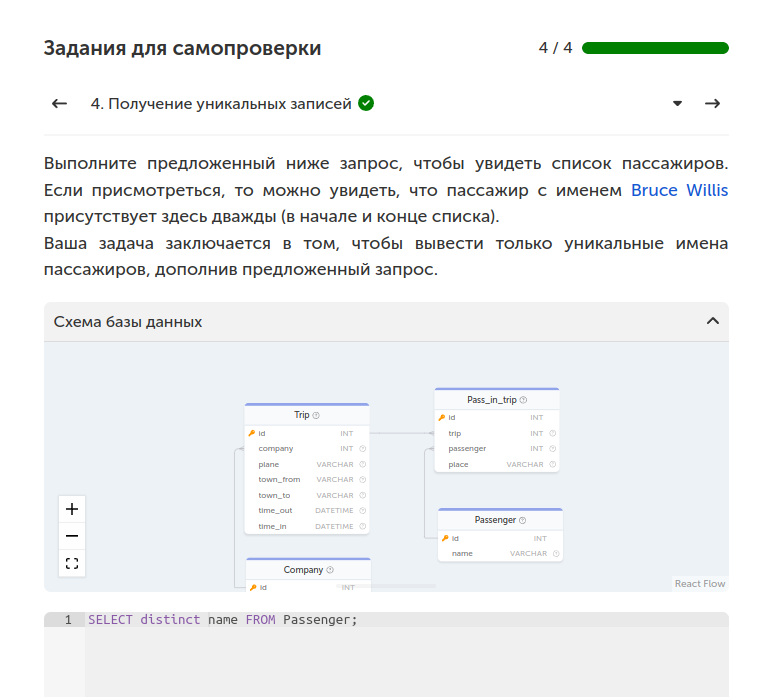 Задания для самопроверки
4 / 4
4. Получение уникальных записей
Выполните предложенный ниже запрос, чтобы увидеть список пассажиров.
Если присмотреться, то можно увидеть, что пассажир с именем Bruce Willis
присутствует здесь дважды (в начале и конце списка).
Ваша задача заключается в том, чтобы вывести только уникальные имена
пассажиров, дополнив предложенный запрос.
Схема базы данных
Trip
id INT
company INT
plane VARCHAR
town_from VARCHAR
town_to VARCHAR
time_out DATETIME
time_in DATETIME
Pass_in_trip
id INT
trip INT
passenger INT
place VARCHAR
Passenger
id INT
name VARCHAR
Company
id INT
React Flow
1 SELECT distinct name FROM Passenger;